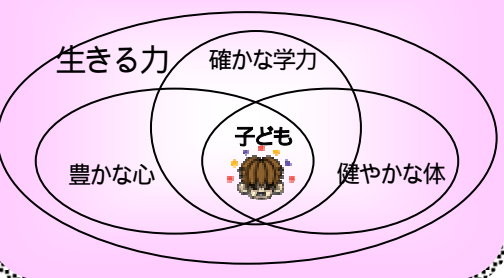 生きる力
確かな学力
子ども
豊かな心
健やかな体